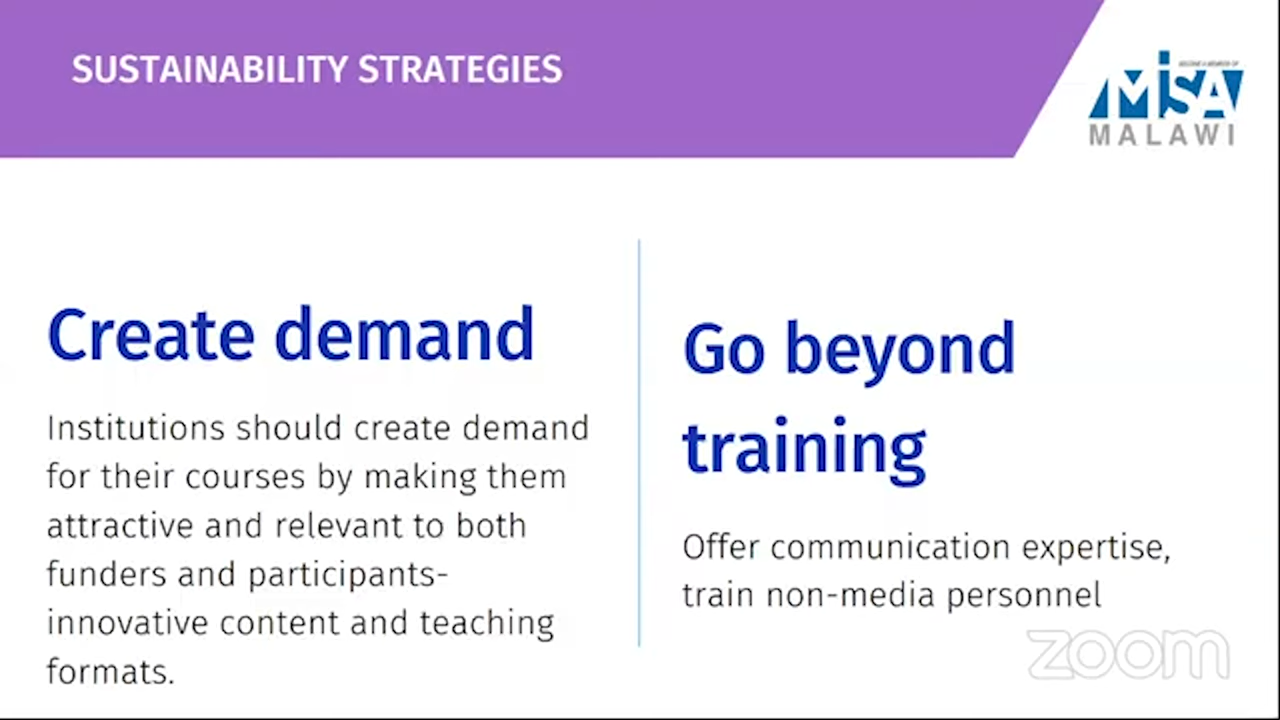 SUSTAINABILITY STRATEGIES
MISA
MALAWI
Create demand
Institutions should create demand
for their courses by making them
attractive and relevant to both
funders and participants-
innovative content and teaching
formats.
Go beyond
training
Offer communication expertise,
train non-media personnel
zoom